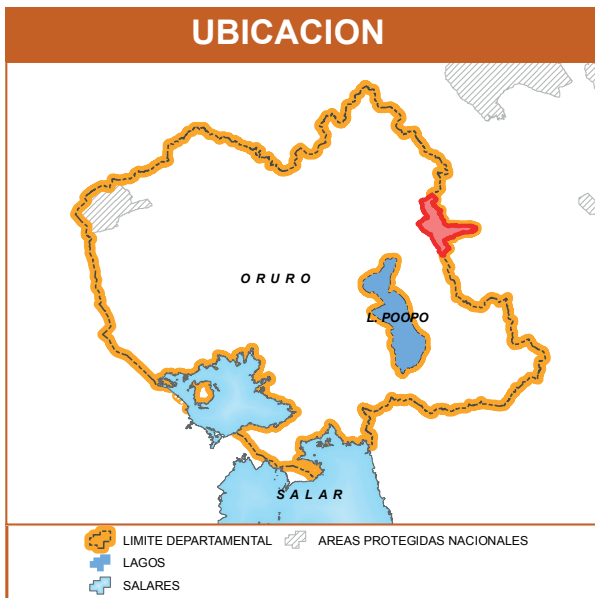 UBICACION
ORURO
L. POOPO
SALAR
LIMITE DEPARTAMENTAL
AREAS PROTEGIDAS NACIONALES
LAGOS
SALARES